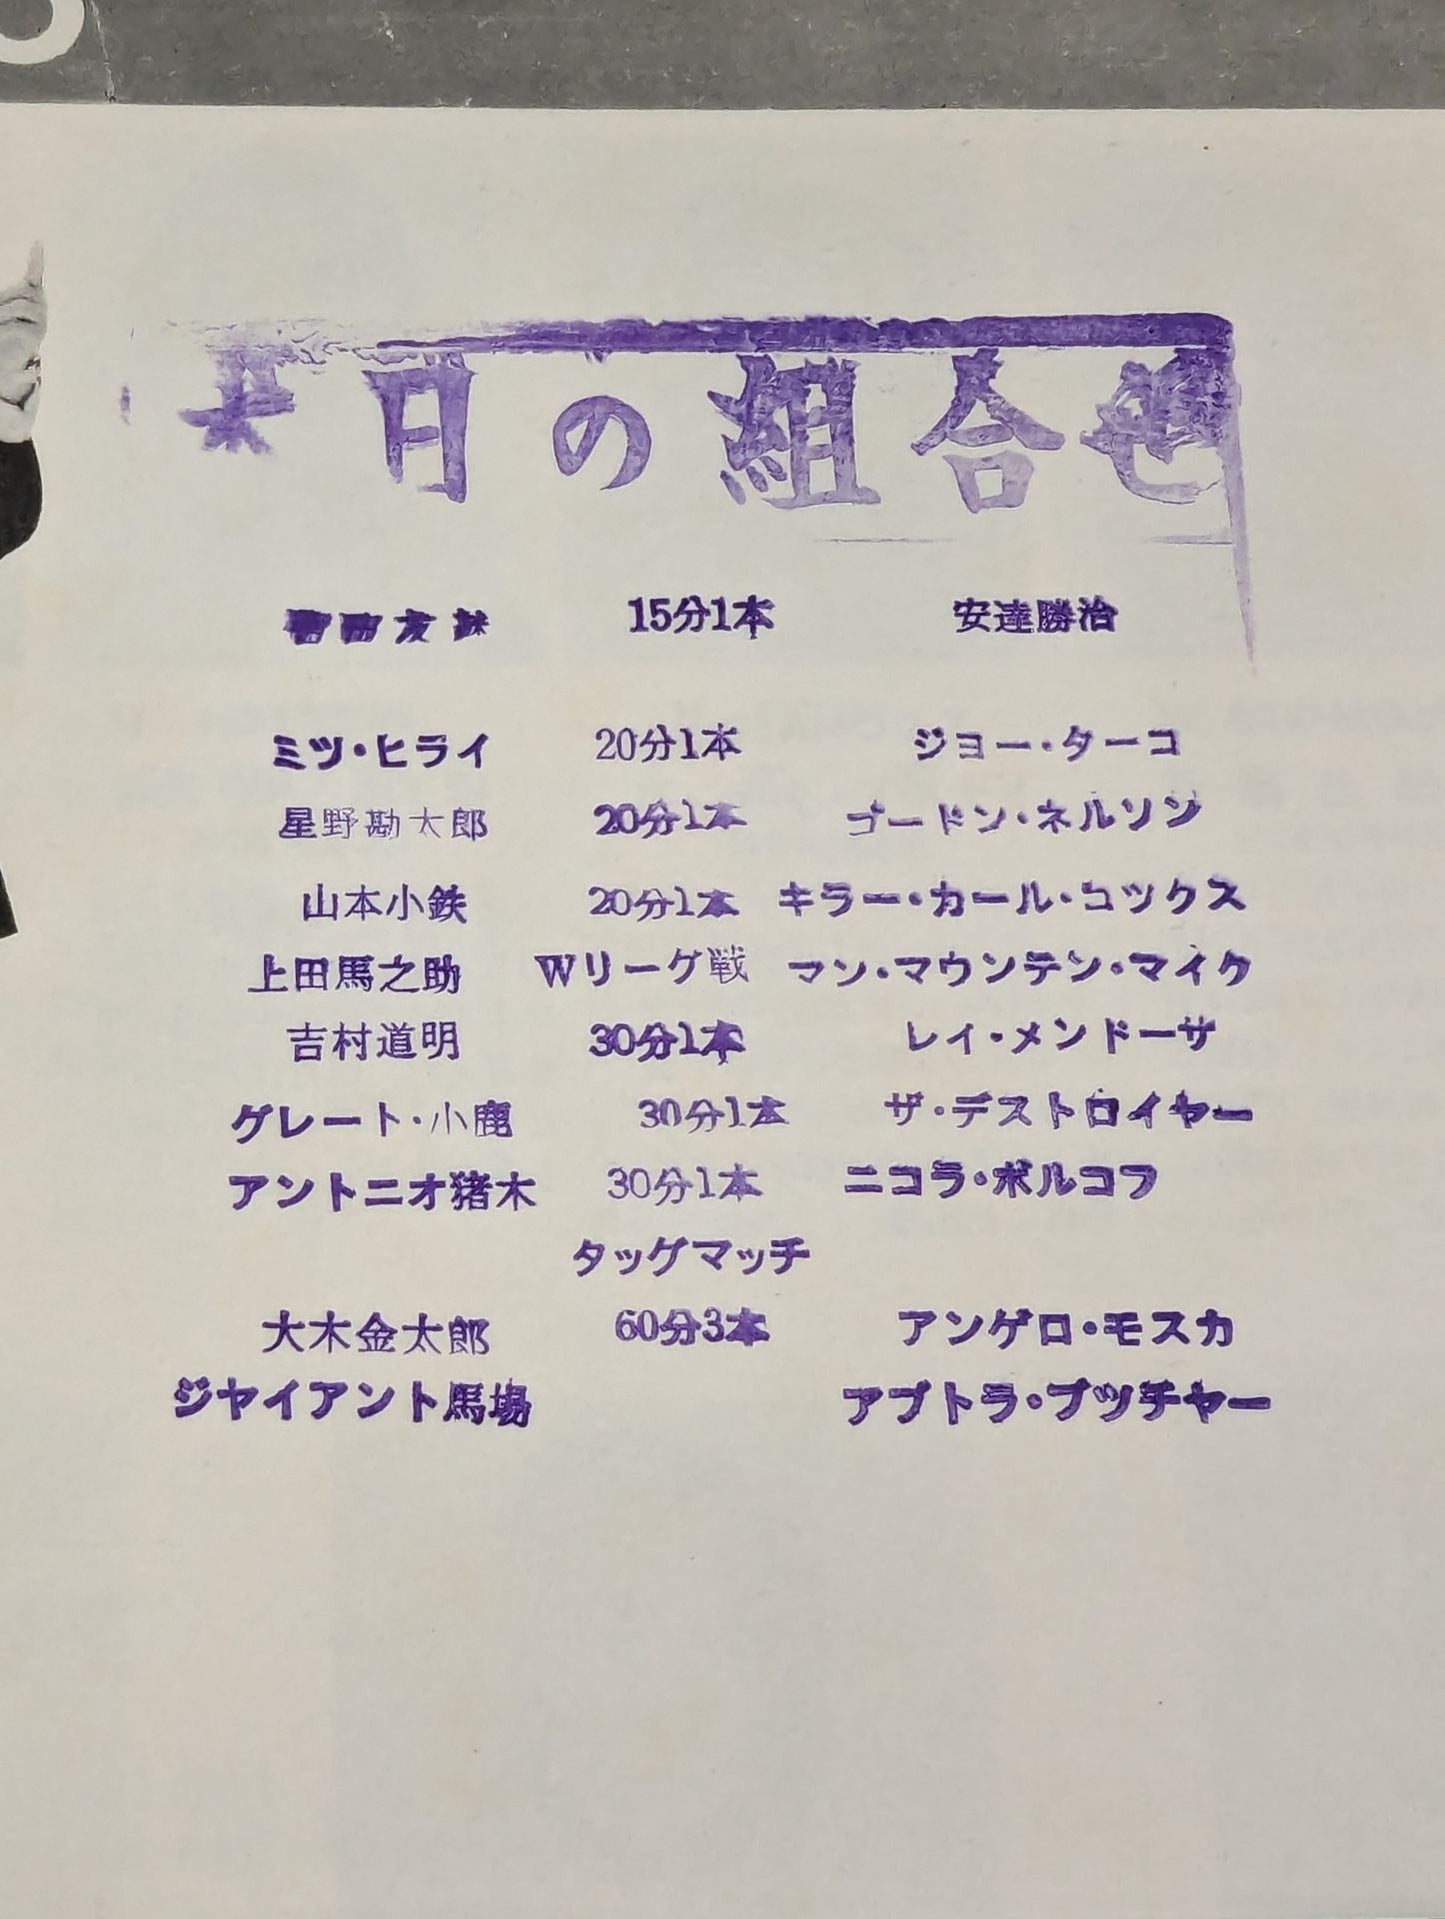 本日の組合せ
15分1本 安達勝治
ミツ・ヒライ 20分1本 ジョー・ターコ
星野勘太郎 20分1本 ゴードン・ネルソン
山本小鉄 20分1本 キラー・カール・コツクス
上田馬之助 Wリーグ戦 マン・マウンテン・マイク
吉村道明 30分1本 レイ・メンドーサ
グレート・小鹿 30分1本 ザ・デストロイヤー
アントニオ猪木 30分1本 ニコラ・ボルコフ
タッグマッチ
大木金太郎 60分3本 アンゲロ・モスカ
ジヤイアント馬場 アブトラ・ブツチヤー